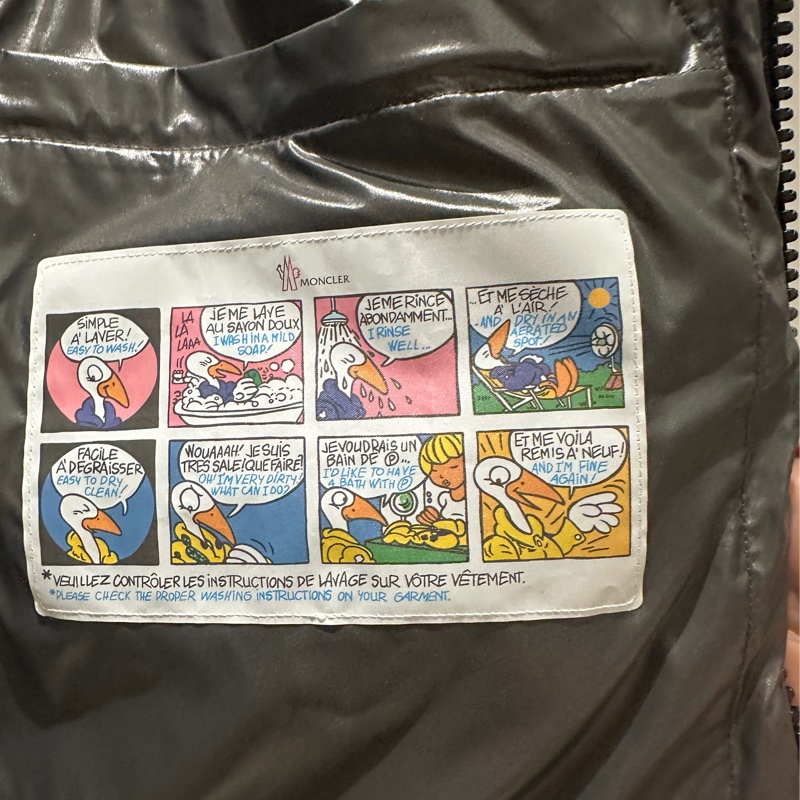 MONCLER
SIMPLE
A' LAVER!
EASY TO WASH!
LA
LA
LAAA
JE ME LAVE
AU SAVON DOUX
I WASH IN A MILD
SOAP!
JE ME RINCE
ABONDAMMENT...
I RINSE
WELL...
...ET ME SÈCHE
A' L'AIR!
-AND DRY IN AN
AERATED
SPOT!
FACILE
A' DÉGRAISSER
EASY TO DRY
CLEAN!
WOUAAAH! JE SUIS
TRES SALE! QUE FAIRE!
OH! I'M VERY DIRTY!
WHAT CAN I DO?
JE VOUDRAIS UN
BAIN DE Ⓟ...
I'D LIKE TO HAVE
A BATH WITH Ⓟ
ET ME VOILA
REMIS A' NEUF!
AND I'M FINE
AGAIN!
*VEUILLEZ CONTRÔLER LES INSTRUCTIONS DE LAVAGE SUR VÔTRE VÊTEMENT.
*PLEASE CHECK THE PROPER WASHING INSTRUCTIONS ON YOUR GARMENT.